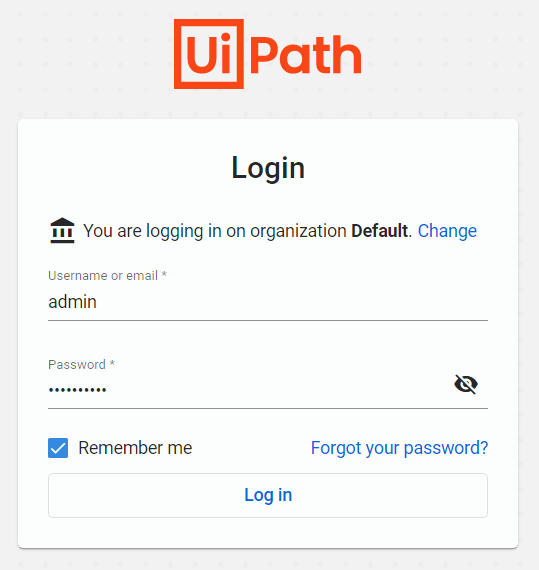 UiPath
Login
You are logging in on organization Default. Change
Username or email *
admin
Password *
••••••••••
Remember me Forgot your password?
Log in